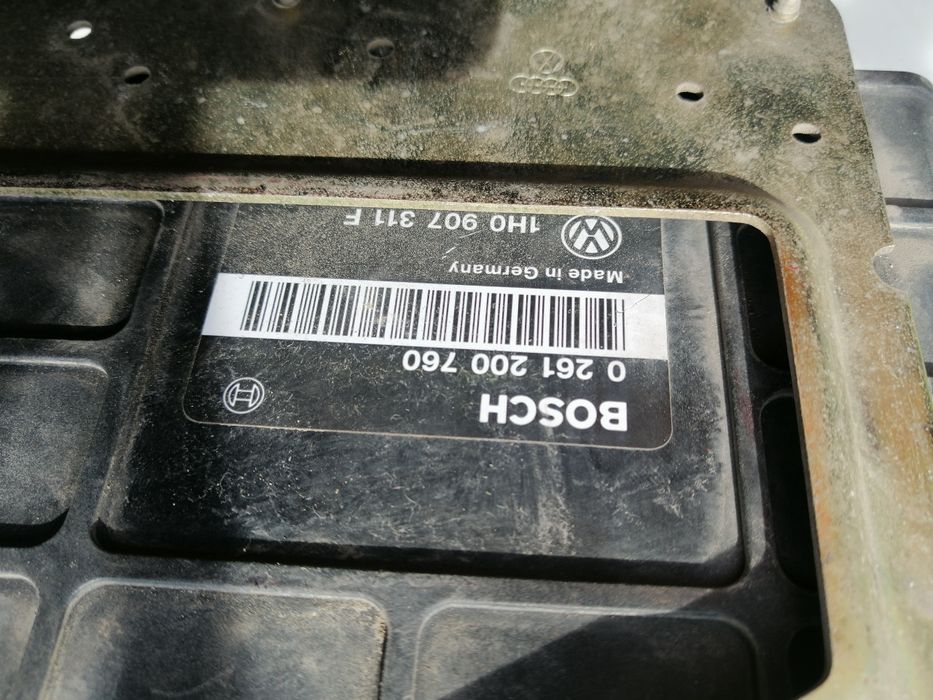 BOSCH
0 261 200 760
Made in Germany
1H0 907 311 F